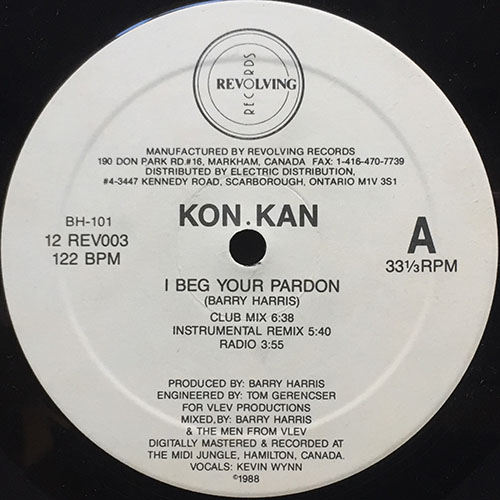 REVOLVING
RECORDS
MANUFACTURED BY REVOLVING RECORDS
190 DON PARK RD.#16, MARKHAM, CANADA FAX: 1-416-470-7739
DISTRIBUTED BY ELECTRIC DISTRIBUTION,
#4-3447 KENNEDY ROAD, SCARBOROUGH, ONTARIO M1V 3S1
KON.KAN
BH-101
12 REV003
122 BPM
A
33⅓RPM
I BEG YOUR PARDON
(BARRY HARRIS)
CLUB MIX 6:38
INSTRUMENTAL REMIX 5:40
RADIO 3:55
PRODUCED BY: BARRY HARRIS
ENGINEERED BY: TOM GERENCSER
FOR VLEV PRODUCTIONS
MIXED,BY: BARRY HARRIS
& THE MEN FROM VLEV
DIGITALLY MASTERED & RECORDED AT
THE MIDI JUNGLE, HAMILTON, CANADA.
VOCALS: KEVIN WYNN
©1988